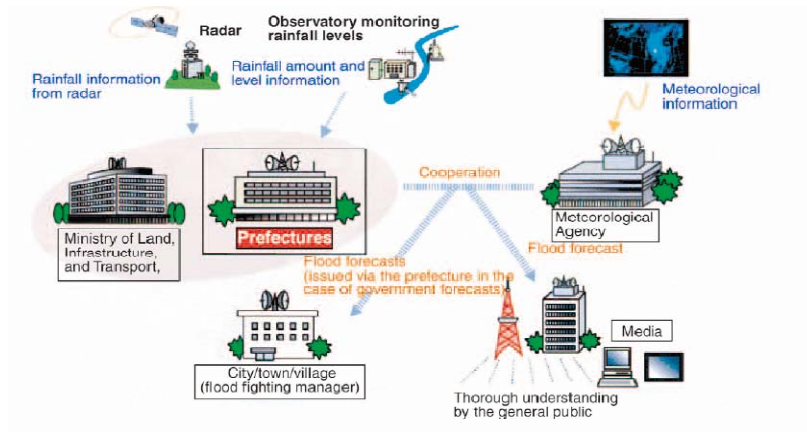 Radar
Observatory monitoring
rainfall levels
Rainfall information
from radar
Rainfall amount and
level information
Meteorological
information
Cooperation
Ministry of Land,
Infrastructure,
and Transport,
Prefectures
Meteorological
Agency
Flood forecast
Flood forecasts
(issued via the prefecture in the
case of government forecasts)
City/town/village
(flood fighting manager)
Media
Thorough understanding
by the general public